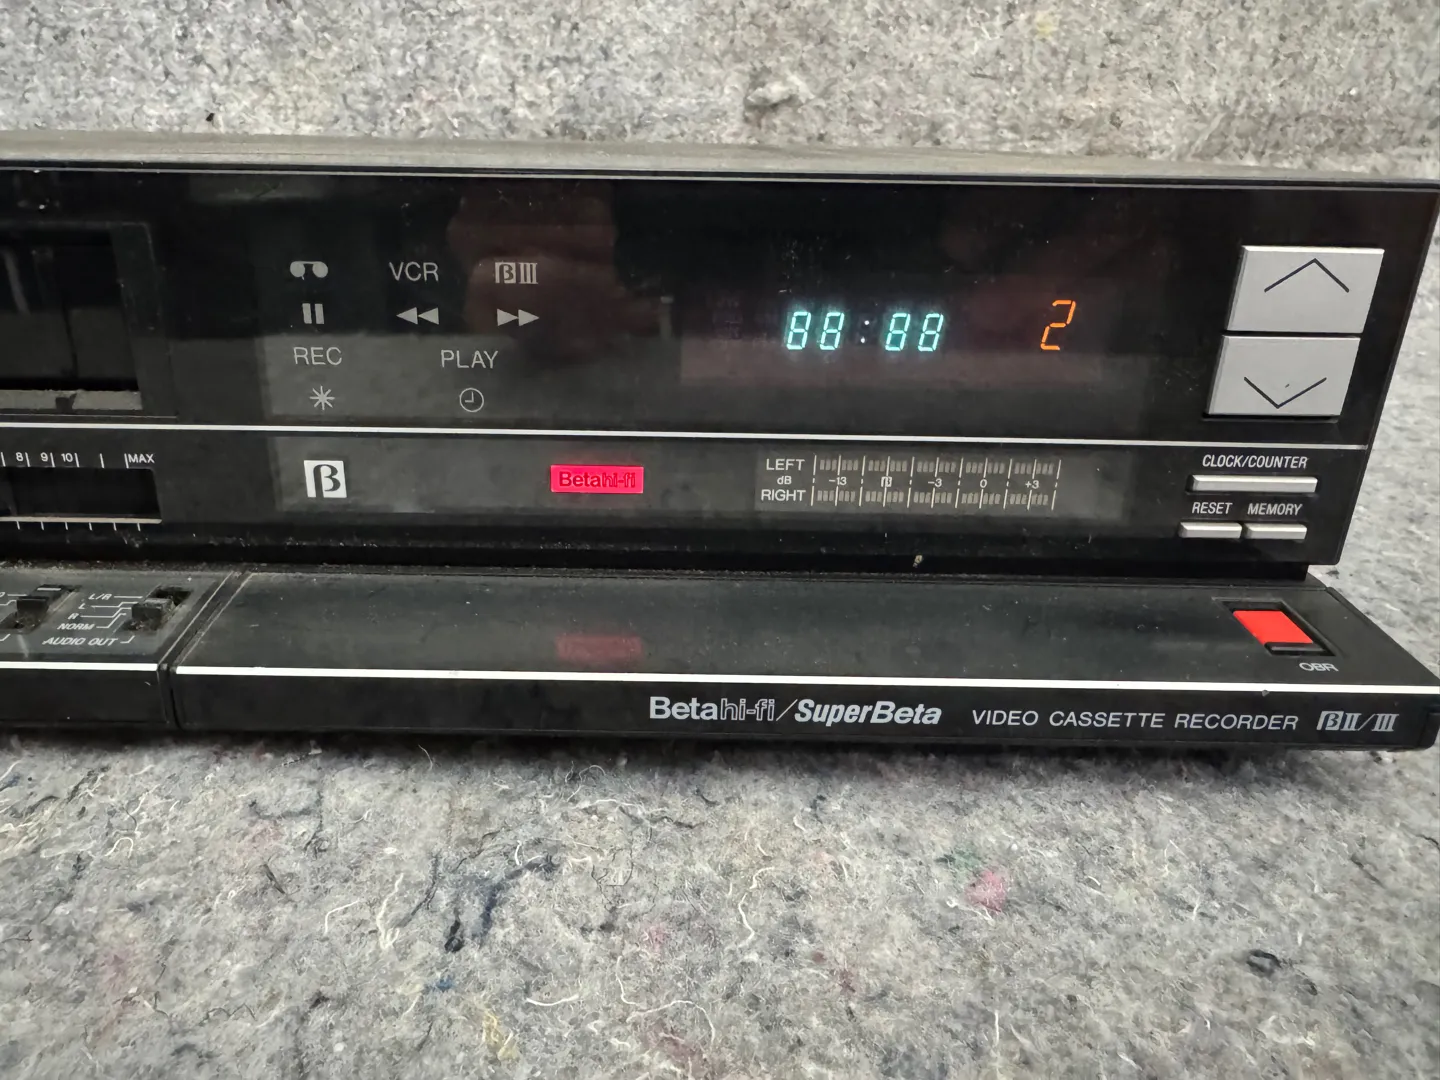 VCR βIII
REC PLAY
88:88 2
8 9 10 MAX
β
Betahi-fi
LEFT
dB -13 -3 0 +3
RIGHT
CLOCK/COUNTER
RESET MEMORY
L/R
L
R
NORM
AUDIO OUT
OBR
Betahi-fi/SuperBeta VIDEO CASSETTE RECORDER βII/III